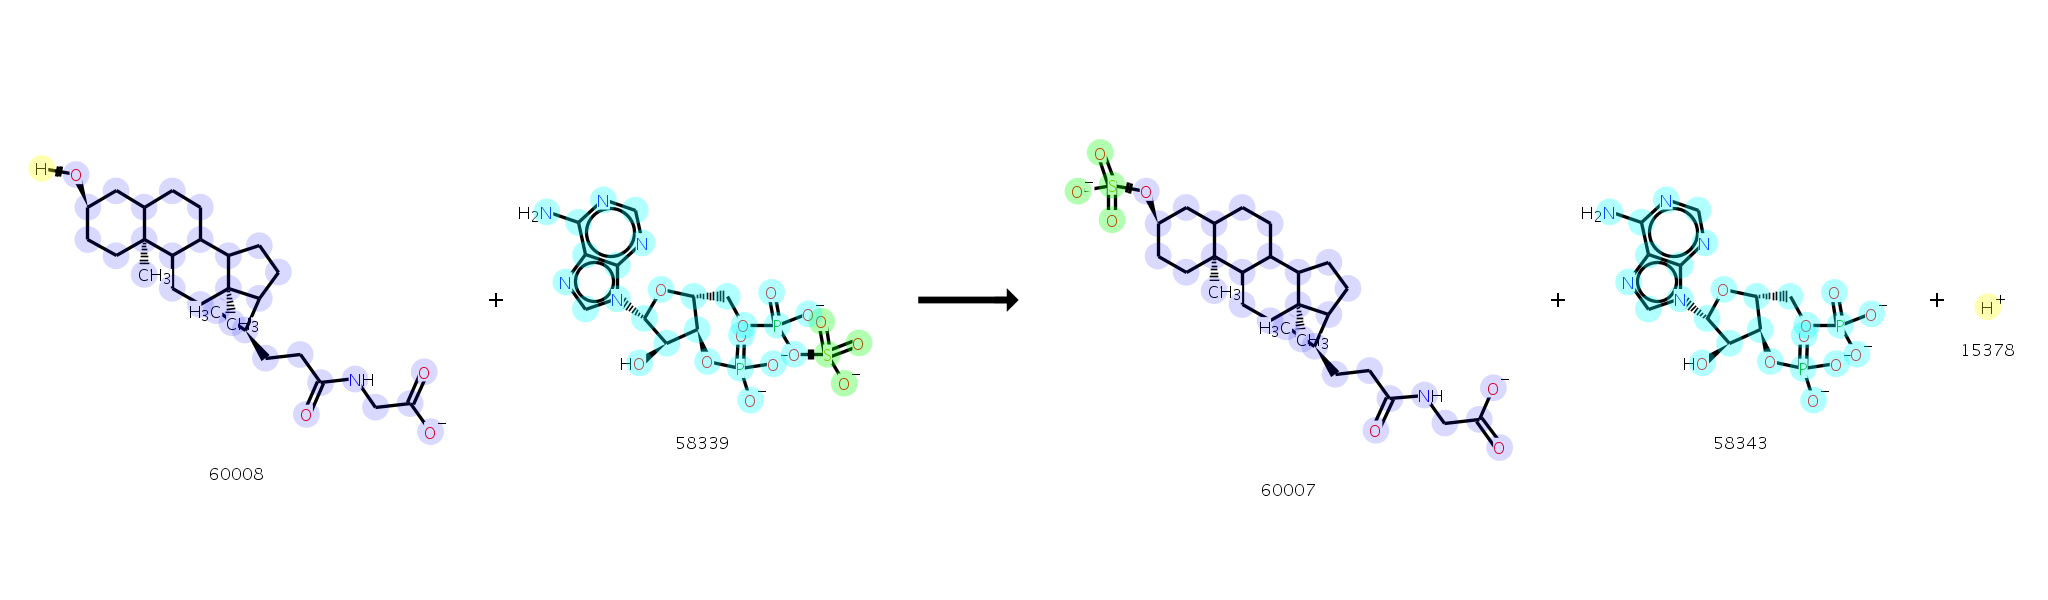 H
O
CH3
H3C
CH3
NH
O
O
O−
60008
+
N
H2N
N
N
N
O
O
O−
O
O
P
O
O
O
S
HO
O
O−
P
O−
O−
58339
O
O−
S
O
O
CH3
H3C
CH3
O−
NH
O
O
60007
+
N
H2N
N
N
N
O
O
O−
O
P
O
O−
HO
O
O−
P
O−
58343
+
H+
15378